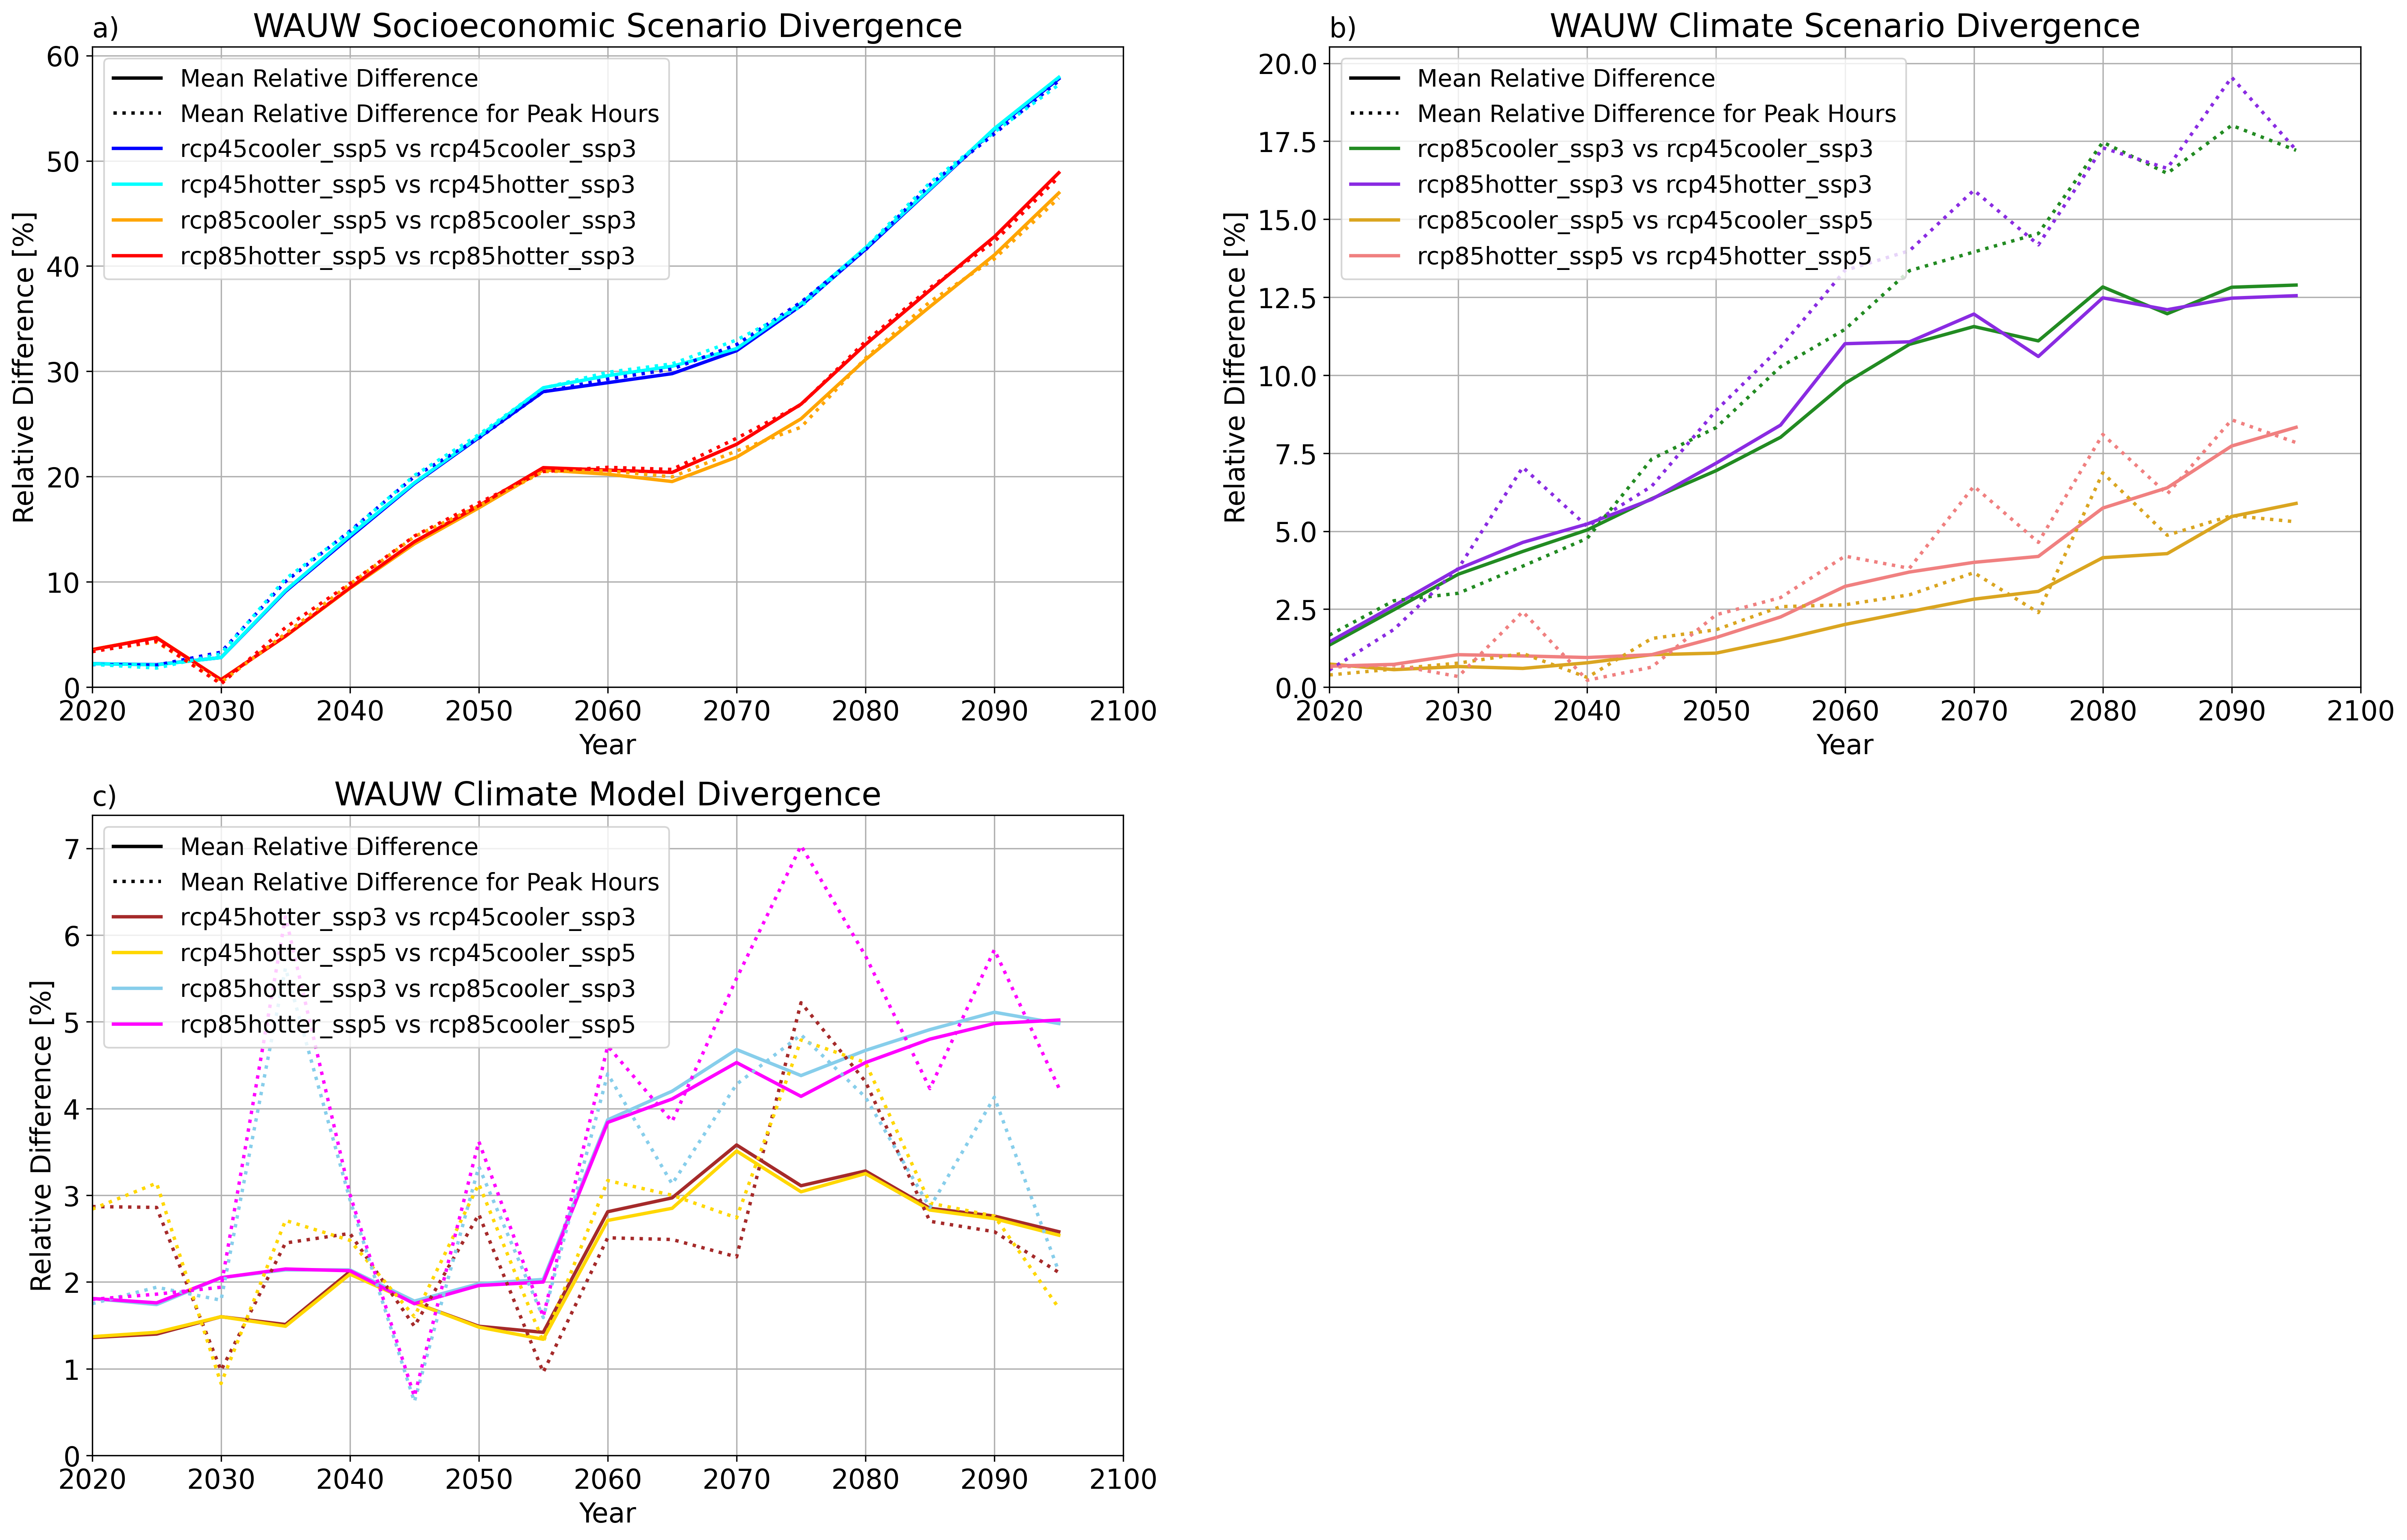 a)
WAUW Socioeconomic Scenario Divergence
60
50
40
30
20
10
0
Relative Difference [%]
Mean Relative Difference
Mean Relative Difference for Peak Hours
rcp45cooler_ssp5 vs rcp45cooler_ssp3
rcp45hotter_ssp5 vs rcp45hotter_ssp3
rcp85cooler_ssp5 vs rcp85cooler_ssp3
rcp85hotter_ssp5 vs rcp85hotter_ssp3
2020 2030 2040 2050 2060 2070 2080 2090 2100
Year
b)
WAUW Climate Scenario Divergence
20.0
17.5
15.0
12.5
10.0
7.5
5.0
2.5
0.0
Relative Difference [%]
Mean Relative Difference
Mean Relative Difference for Peak Hours
rcp85cooler_ssp3 vs rcp45cooler_ssp3
rcp85hotter_ssp3 vs rcp45hotter_ssp3
rcp85cooler_ssp5 vs rcp45cooler_ssp5
rcp85hotter_ssp5 vs rcp45hotter_ssp5
2020 2030 2040 2050 2060 2070 2080 2090 2100
Year
c)
WAUW Climate Model Divergence
7
6
5
4
3
2
1
0
Relative Difference [%]
Mean Relative Difference
Mean Relative Difference for Peak Hours
rcp45hotter_ssp3 vs rcp45cooler_ssp3
rcp45hotter_ssp5 vs rcp45cooler_ssp5
rcp85hotter_ssp3 vs rcp85cooler_ssp3
rcp85hotter_ssp5 vs rcp85cooler_ssp5
2020 2030 2040 2050 2060 2070 2080 2090 2100
Year